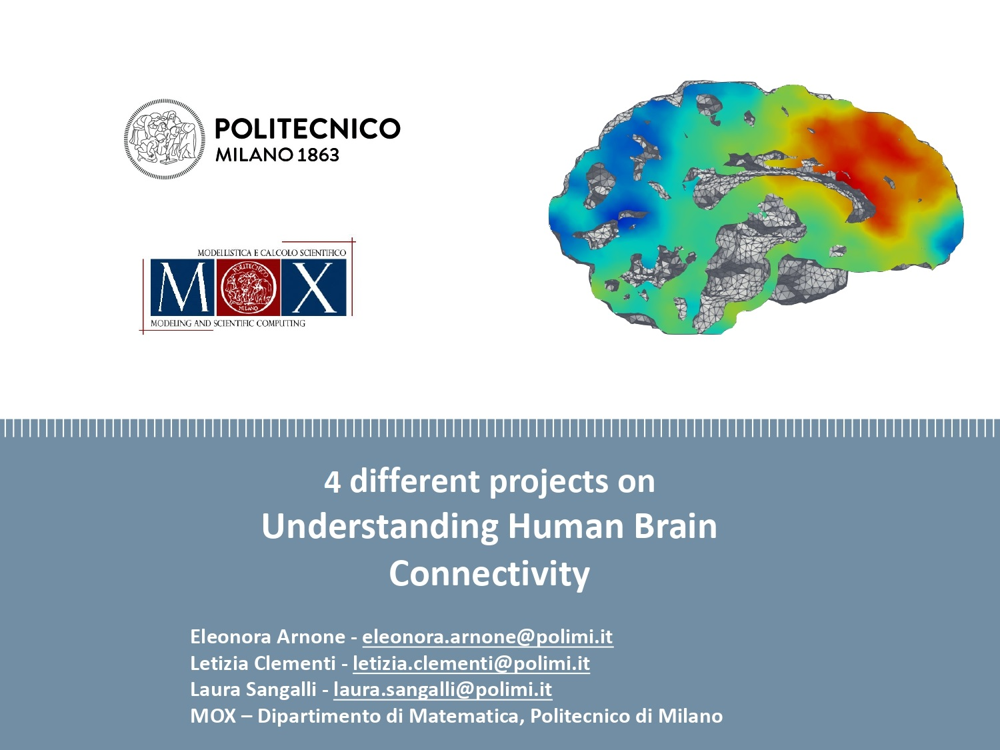 POLITECNICO
MILANO 1863
MODELLISTICA E CALCOLO SCIENTIFICO
MOX
POLITECNICO
MILANO
MODELING AND SCIENTIFIC COMPUTING
4 different projects on
Understanding Human Brain
Connectivity
Eleonora Arnone - eleonora.arnone@polimi.it
Letizia Clementi - letizia.clementi@polimi.it
Laura Sangalli - laura.sangalli@polimi.it
MOX – Dipartimento di Matematica, Politecnico di Milano